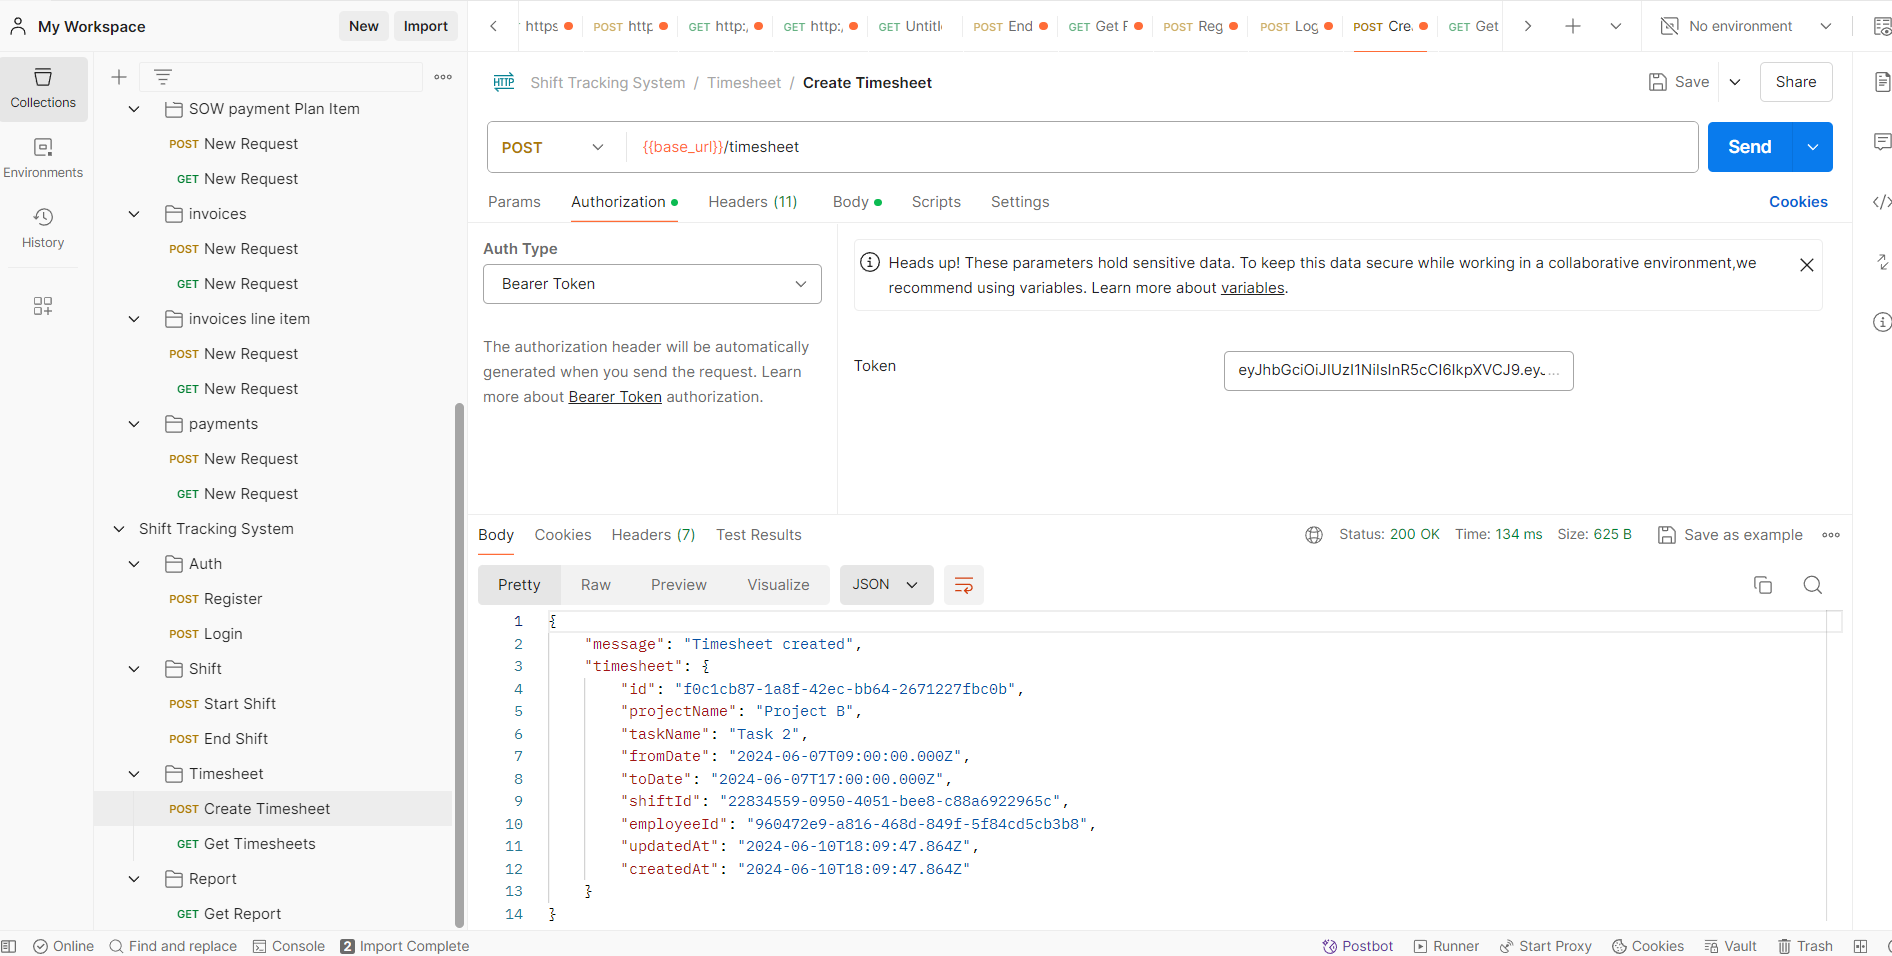 My Workspace
New
Import
https
POST http
GET http:,
GET http:,
GET Untitl
POST End
GET Get F
POST Reg
POST Log
POST Cre.
GET Get
No environment
Collections
Environments
History
SOW payment Plan Item
POST New Request
GET New Request
invoices
POST New Request
GET New Request
invoices line item
POST New Request
GET New Request
payments
POST New Request
GET New Request
Shift Tracking System
Auth
POST Register
POST Login
Shift
POST Start Shift
POST End Shift
Timesheet
POST Create Timesheet
GET Get Timesheets
Report
GET Get Report
HTTP
Shift Tracking System / Timesheet / Create Timesheet
Save
Share
POST
{{base_url}}/timesheet
Send
Params
Authorization
Headers (11)
Body
Scripts
Settings
Cookies
Auth Type
Bearer Token
The authorization header will be automatically
generated when you send the request. Learn
more about Bearer Token authorization.
Heads up! These parameters hold sensitive data. To keep this data secure while working in a collaborative environment,we
recommend using variables. Learn more about variables.
Token
eyJhbGciOiJIUzI1NiIsInR5cCI6IkpXVCJ9.eyJ...
Body
Cookies
Headers (7)
Test Results
Status: 200 OK
Time: 134 ms
Size: 625 B
Save as example
Pretty
Raw
Preview
Visualize
JSON
1 {
2 "message": "Timesheet created",
3 "timesheet": {
4 "id": "f0c1cb87-1a8f-42ec-bb64-2671227fbc0b",
5 "projectName": "Project B",
6 "taskName": "Task 2",
7 "fromDate": "2024-06-07T09:00:00.000Z",
8 "toDate": "2024-06-07T17:00:00.000Z",
9 "shiftId": "22834559-0950-4051-bee8-c88a6922965c",
10 "employeeId": "960472e9-a816-468d-849f-5f84cd5cb3b8",
11 "updatedAt": "2024-06-10T18:09:47.864Z",
12 "createdAt": "2024-06-10T18:09:47.864Z"
13 }
14 }
Online
Find and replace
Console
2 Import Complete
Postbot
Runner
Start Proxy
Cookies
Vault
Trash